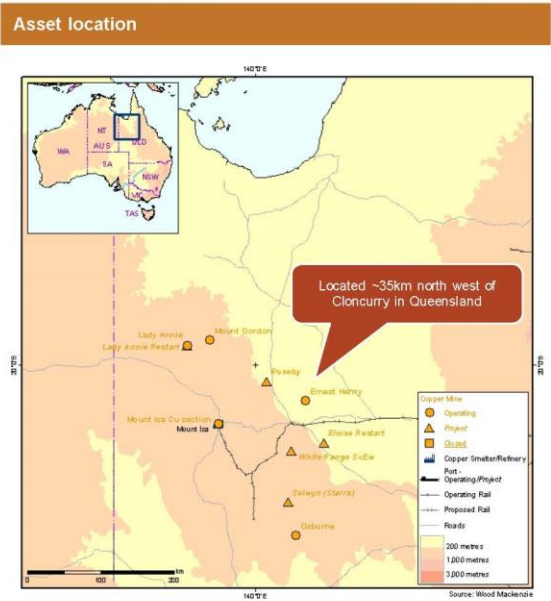 Asset location
140°0'E
NT
QLD
WA
AUS
SA
NSW
VIC
TAS
Located ~35km north west of
Cloncurry in Queensland
Lady Annie
Mount Gordon
Lady Annie Restart
20°0'S
20°0'S
Roseby
Ernest Henry
Mount Isa Cu section
Mount Isa
Eloise Restart
White Range SxEw
Selwyn (Starra)
Osborne
Copper Mine
Operating
Project
Closed
Copper Smelter/Refinery
Port -
Operating/Project
Operating Rail
Proposed Rail
Roads
200 metres
1,000 metres
3,000 metres
km
0 100 200
140°0'E
Source: Wood Mackenzie